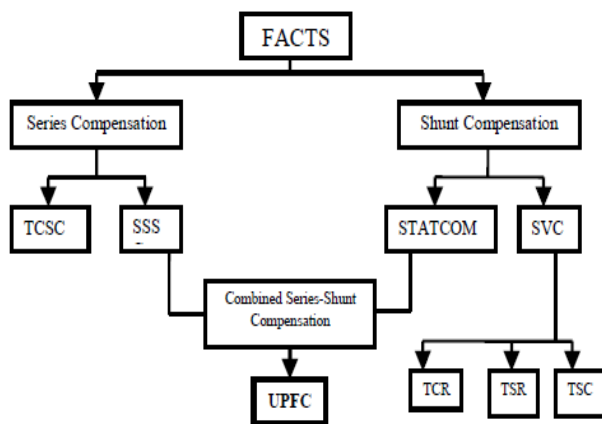 FACTS
Series Compensation
Shunt Compensation
TCSC
SSS
STATCOM
SVC
Combined Series-Shunt
Compensation
UPFC
TCR
TSR
TSC